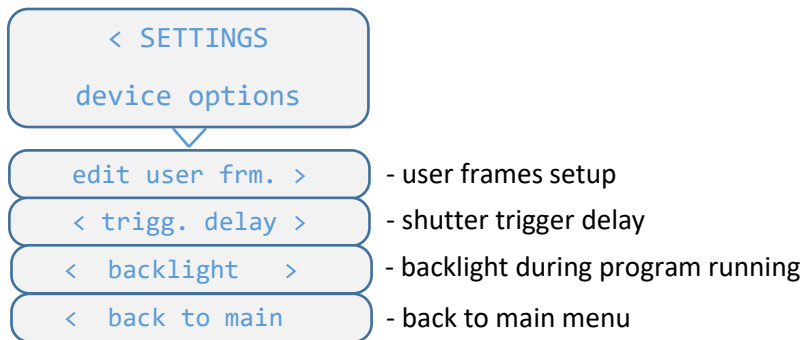 < SETTINGS
device options
edit user frm. > - user frames setup
< trigg. delay > - shutter trigger delay
< backlight > - backlight during program running
< back to main - back to main menu